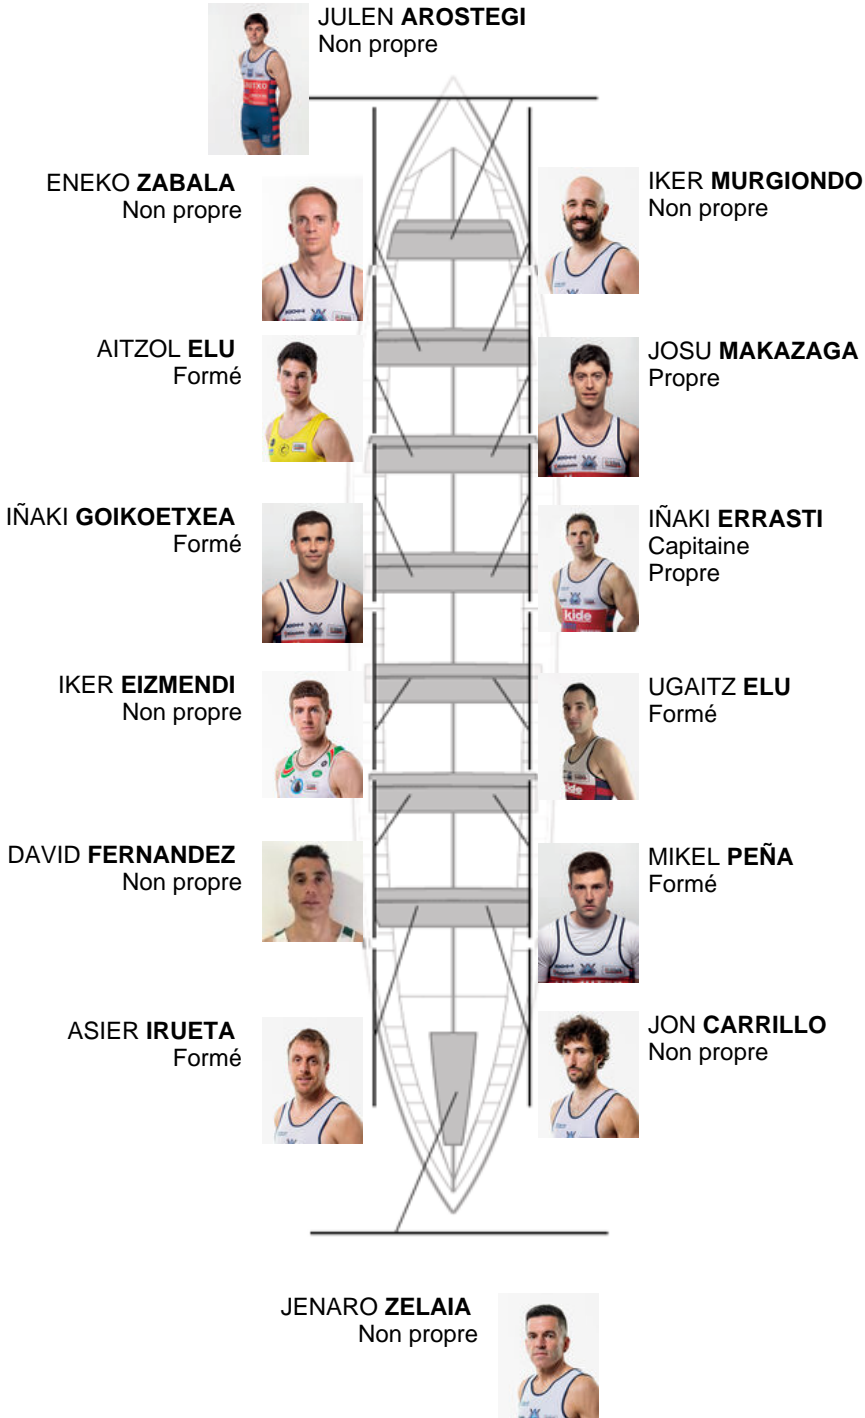 JULEN AROSTEGI
Non propre
ENEKO ZABALA
Non propre
IKER MURGIONDO
Non propre
AITZOL ELU
Formé
JOSU MAKAZAGA
Propre
IÑAKI GOIKOETXEA
Formé
IÑAKI ERRASTI
Capitaine
Propre
kide
IKER EIZMENDI
Non propre
UGAITZ ELU
Formé
kide
DAVID FERNANDEZ
Non propre
MIKEL PEÑA
Formé
ASIER IRUETA
Formé
JON CARRILLO
Non propre
JENARO ZELAIA
Non propre